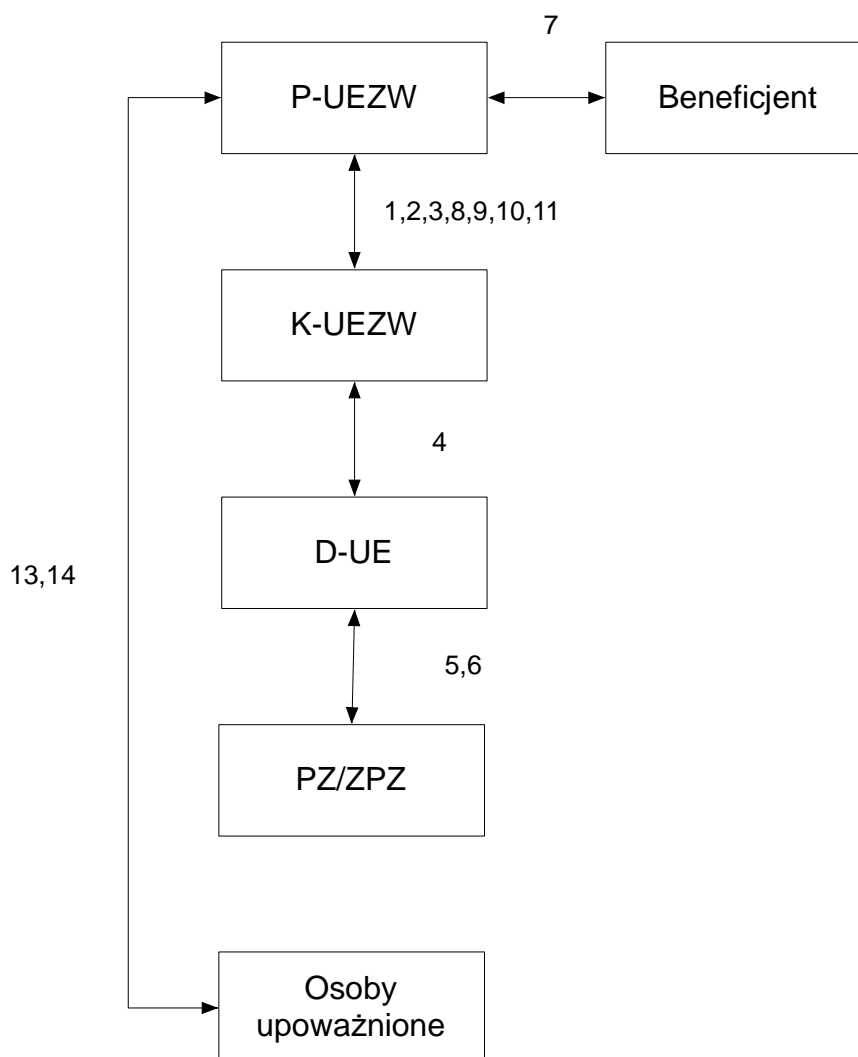 7
P-UEZW
Beneficjent
1,2,3,8,9,10,11
K-UEZW
4
D-UE
13,14
5,6
PZ/ZPZ
Osoby
upoważnione